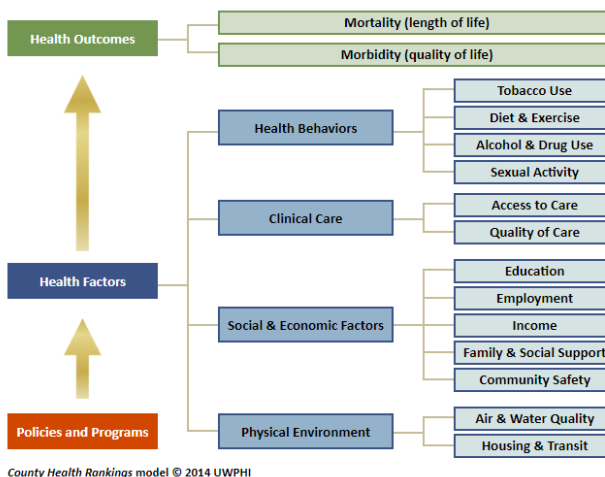 Health Outcomes
Mortality (length of life)
Morbidity (quality of life)
Health Behaviors
Tobacco Use
Diet & Exercise
Alcohol & Drug Use
Sexual Activity
Clinical Care
Access to Care
Quality of Care
Health Factors
Social & Economic Factors
Education
Employment
Income
Family & Social Support
Community Safety
Policies and Programs
Physical Environment
Air & Water Quality
Housing & Transit
County Health Rankings model © 2014 UWPHI